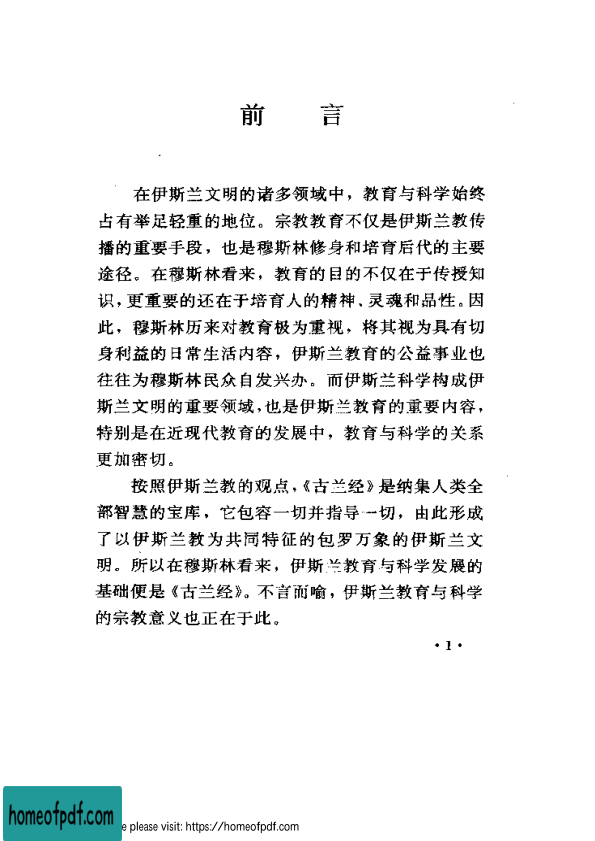 前 言
在伊斯兰文明的诸多领域中，教育与科学始终
占有举足轻重的地位。宗教教育不仅是伊斯兰教传
播的重要手段，也是穆斯林修身和培育后代的主要
途径。在穆斯林看来，教育的目的不仅在于传授知
识，更重要的还在于培育人的精神、灵魂和品性。因
此，穆斯林历来对教育极为重视，将其视为具有切
身利益的日常生活内容，伊斯兰教育的公益事业也
往往为穆斯林民众自发兴办。而伊斯兰科学构成伊
斯兰文明的重要领域，也是伊斯兰教育的重要内容，
特别是在近现代教育的发展中，教育与科学的关系
更加密切。
按照伊斯兰教的观点，《古兰经》是纳集人类全
部智慧的宝库，它包容一切并指导一切，由此形成
了以伊斯兰教为共同特征的包罗万象的伊斯兰文
明。所以在穆斯林看来，伊斯兰教育与科学发展的
基础便是《古兰经》。不言而喻，伊斯兰教育与科学
的宗教意义也正在于此。
·1·
homeofpdf.com
e please visit: https://homeofpdf.com